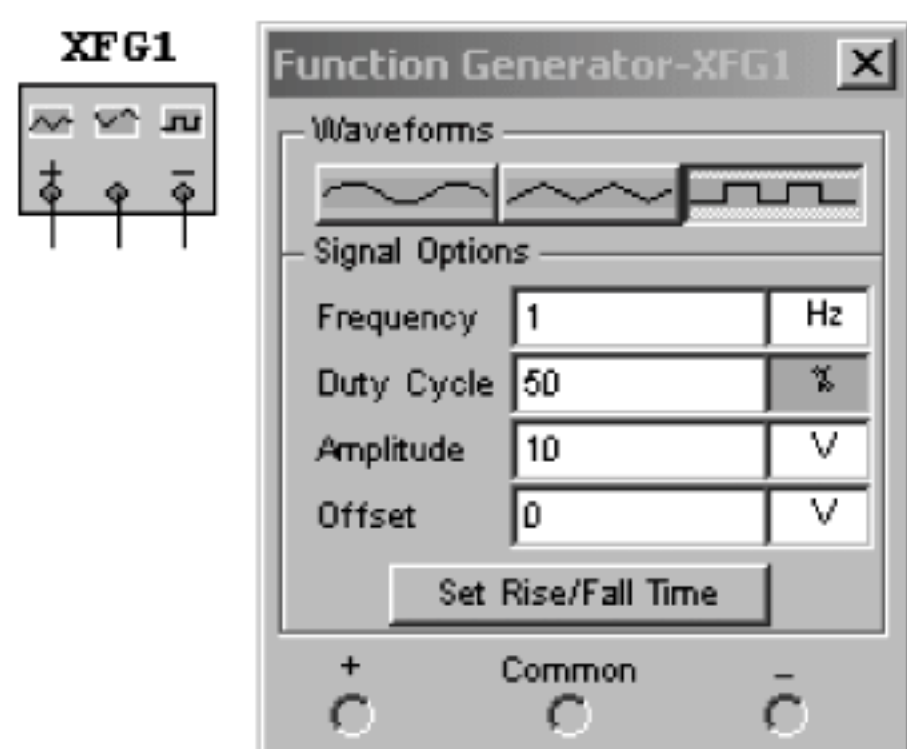 XFG1
+
−
Function Generator-XFG1
Waveforms
Signal Options
Frequency 1 Hz
Duty Cycle 50 %
Amplitude 10 V
Offset 0 V
Set Rise/Fall Time
+ Common −